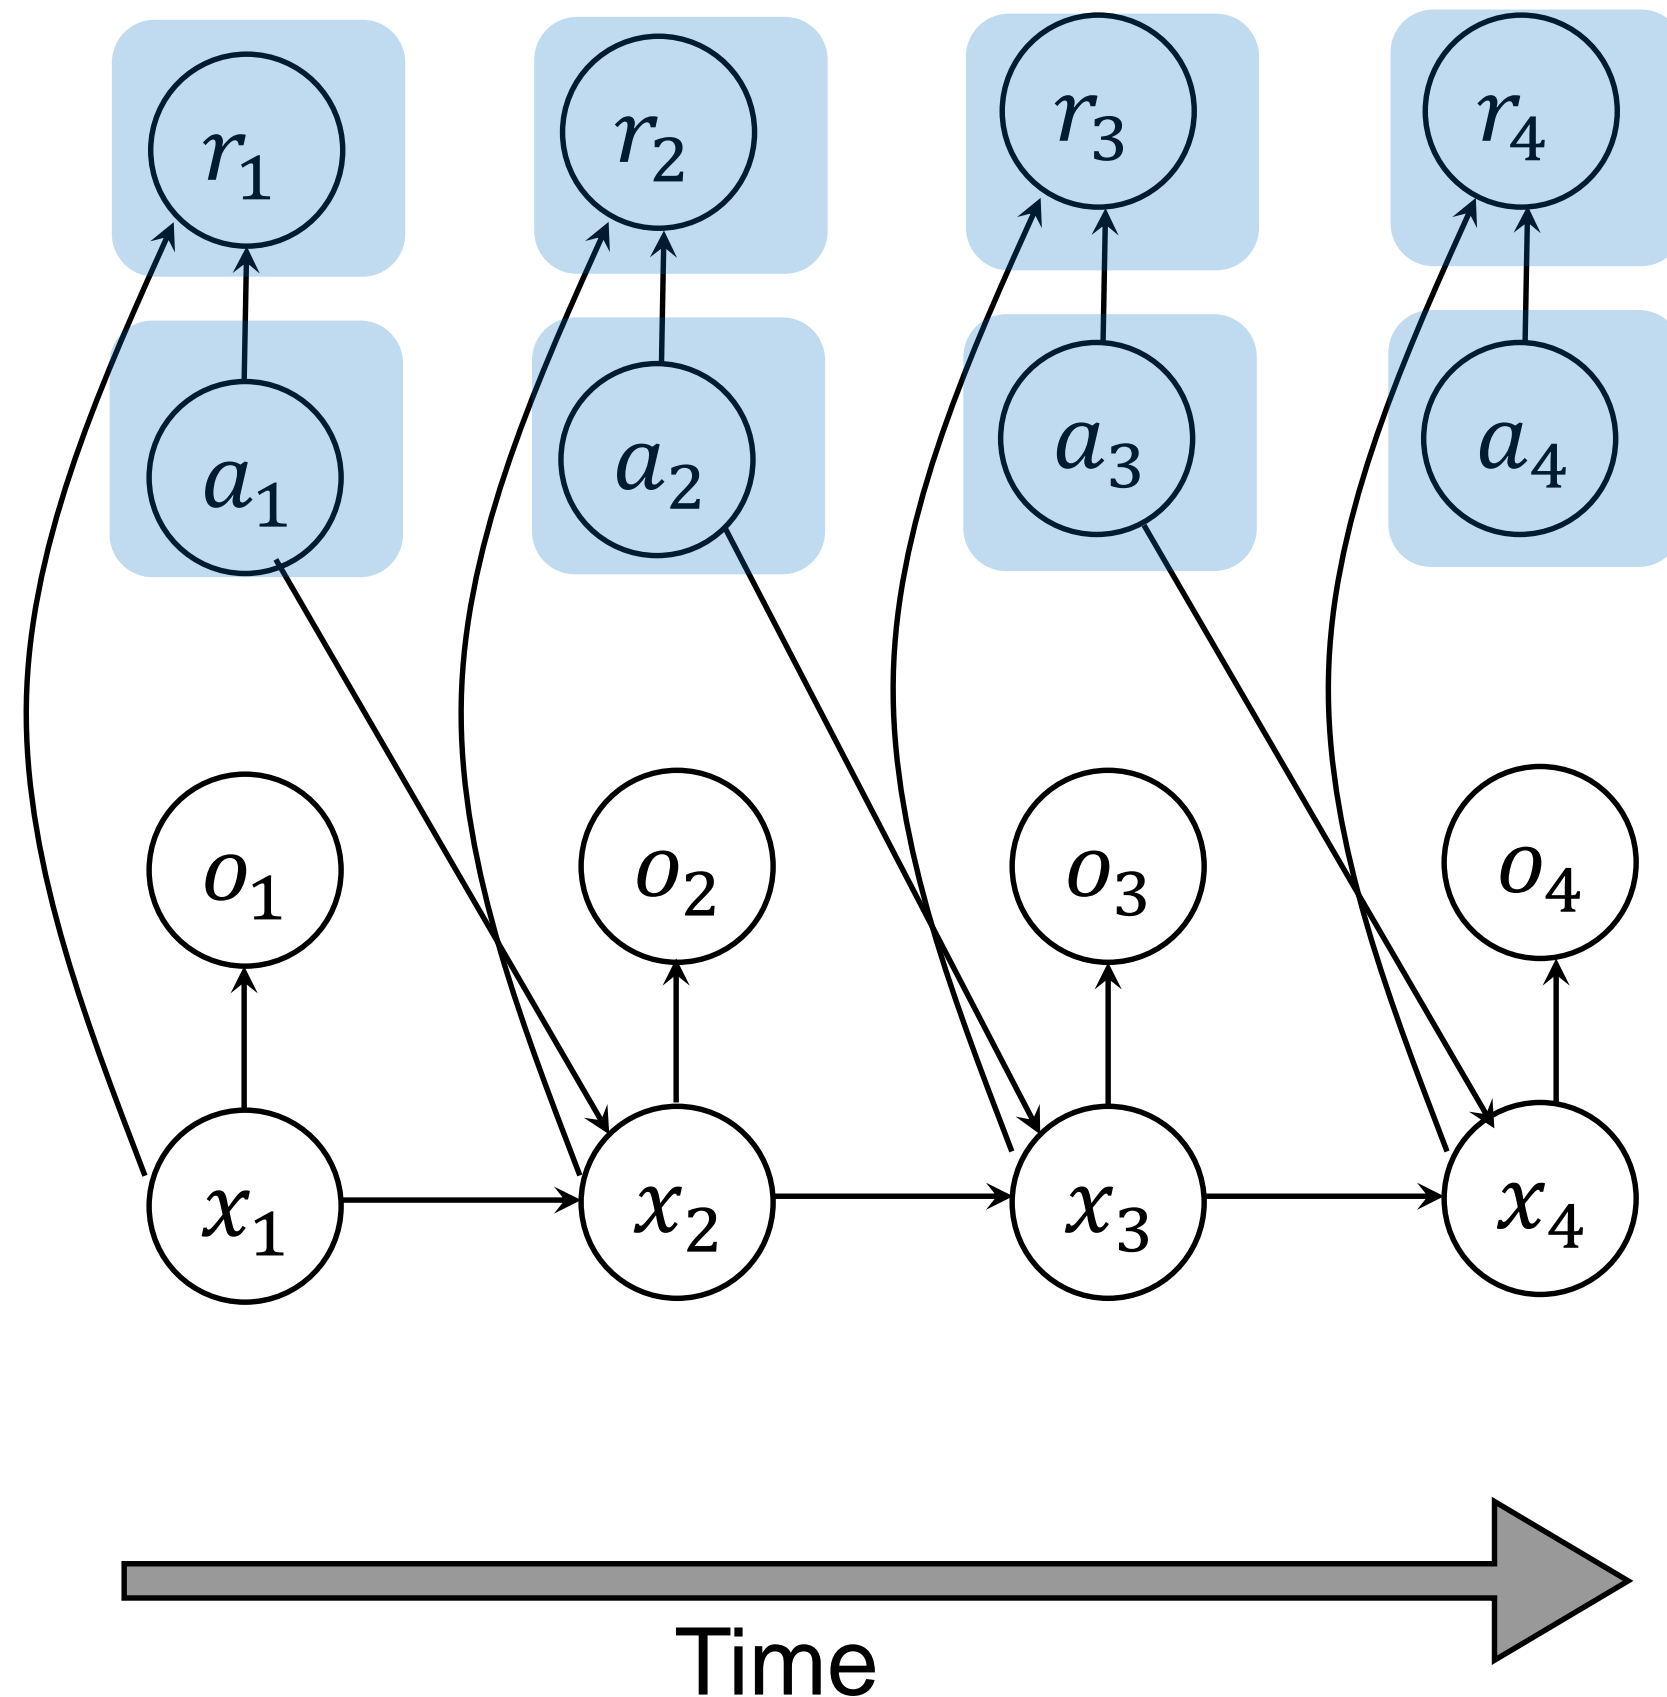 r₁ r₂ r₃ r₄
a₁ a₂ a₃ a₄
o₁ o₂ o₃ o₄
x₁ x₂ x₃ x₄
Time